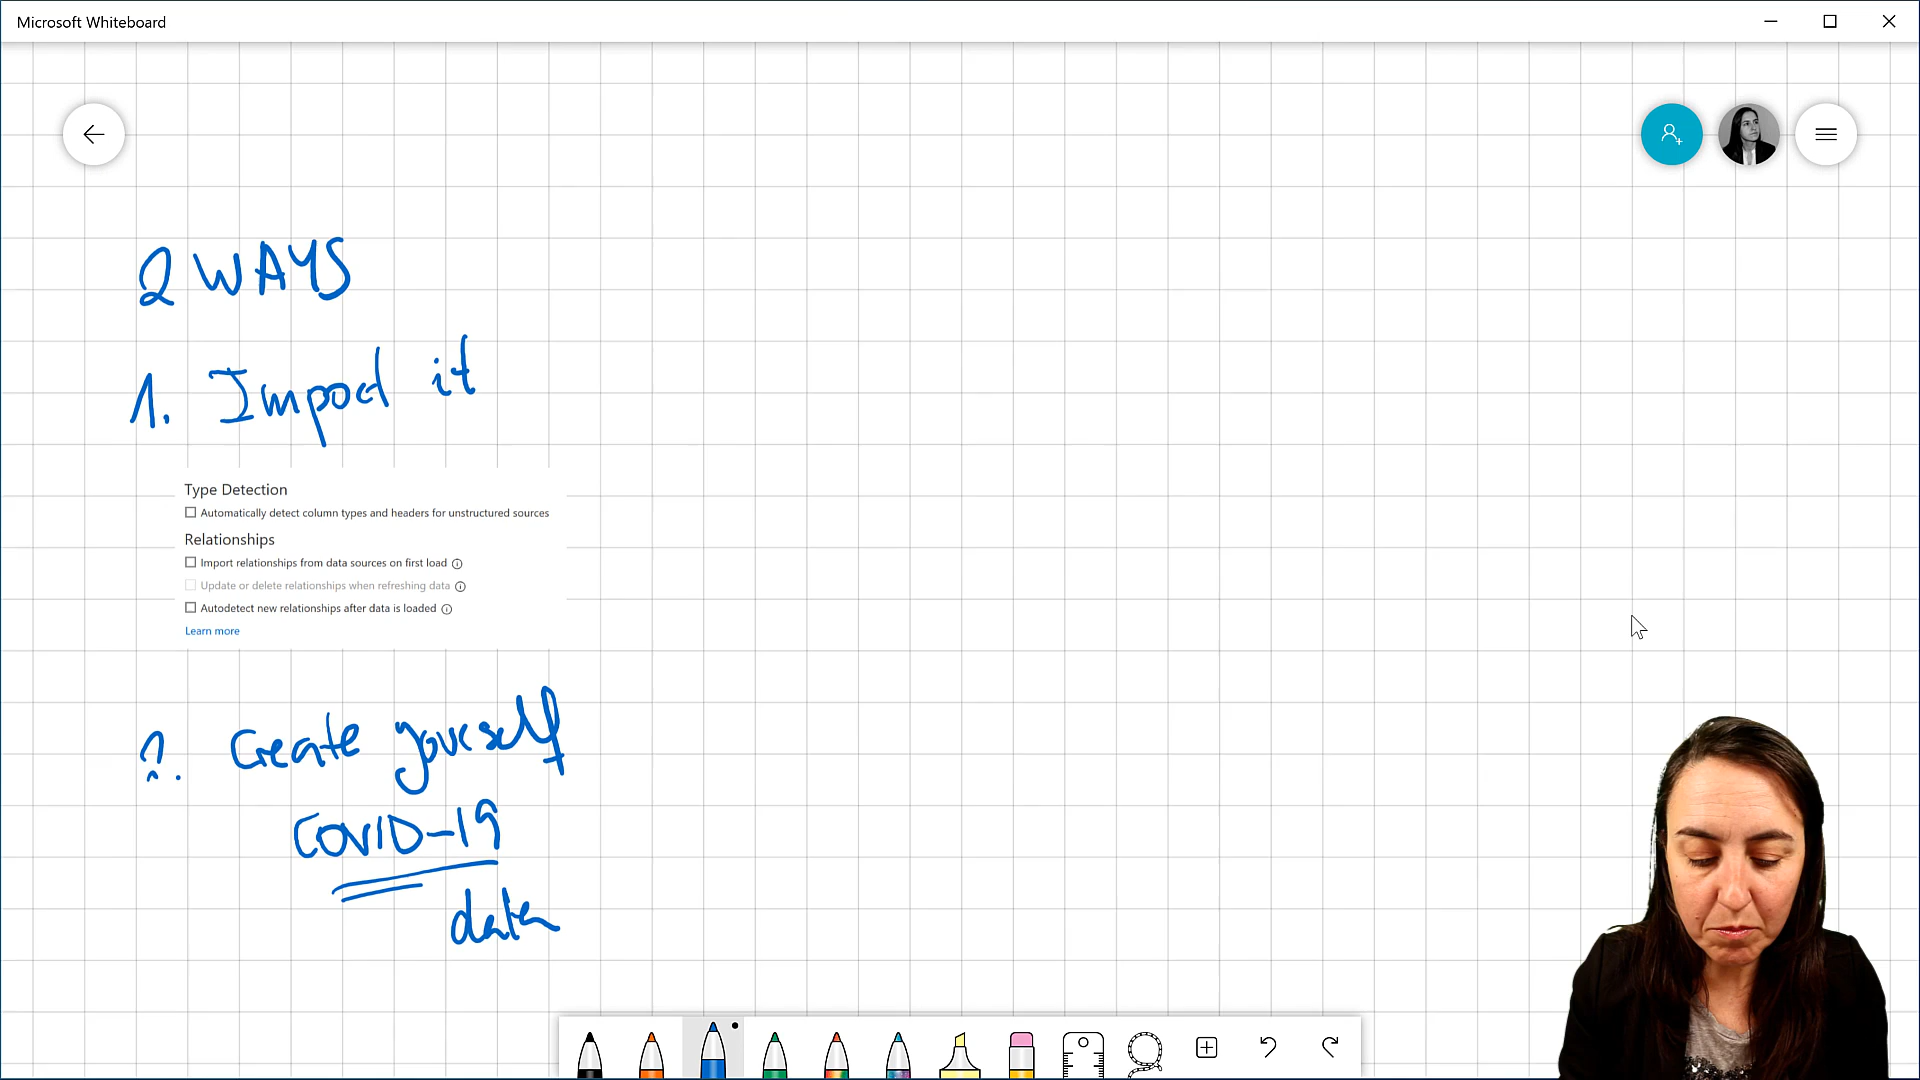 Microsoft Whiteboard
2 WAYS
1. Import it
Type Detection
Automatically detect column types and headers for unstructured sources
Relationships
Import relationships from data sources on first load
Update or delete relationships when refreshing data
Autodetect new relationships after data is loaded
Learn more
2. Create yourself
COVID-19
data